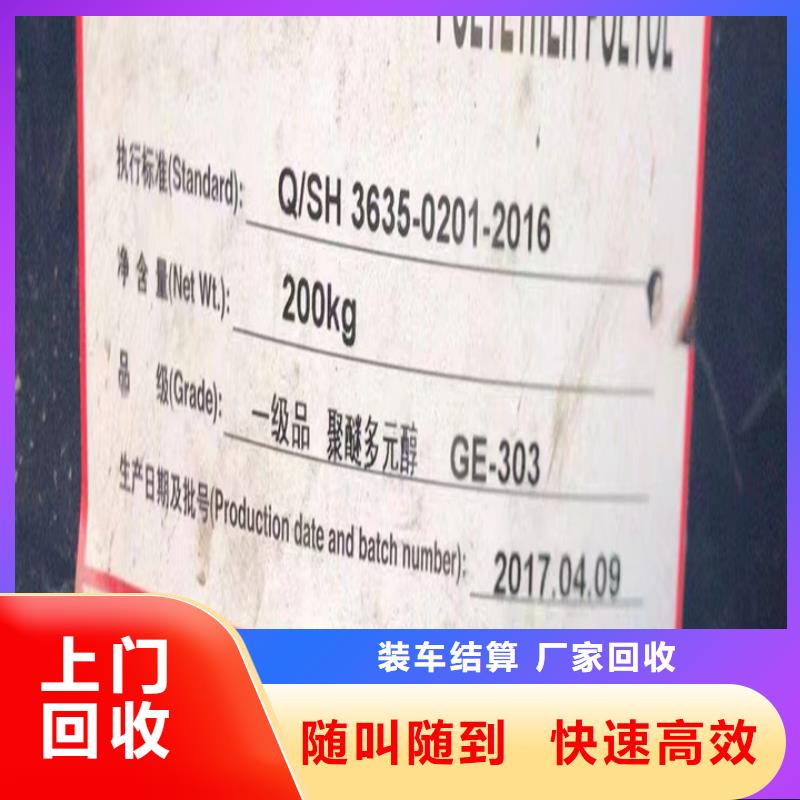 POLYETHER POLYOL
执行标准(Standard): Q/SH 3635-0201-2016
净含量(Net Wt.): 200kg
品 级(Grade): 一级品 聚醚多元醇 GE-303
生产日期及批号(Production date and batch number): 2017.04.09
上门
回收
装车结算 厂家回收
随叫随到 快速高效